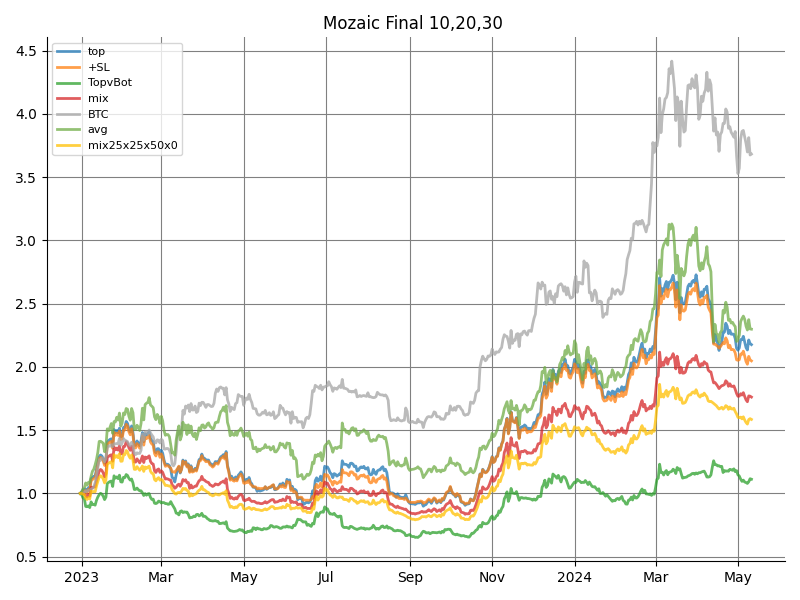 Mozaic Final 10,20,30
4.5
4.0
3.5
3.0
2.5
2.0
1.5
1.0
0.5
top
+SL
TopvBot
mix
BTC
avg
mix25x25x50x0
2023 Mar May Jul Sep Nov 2024 Mar May